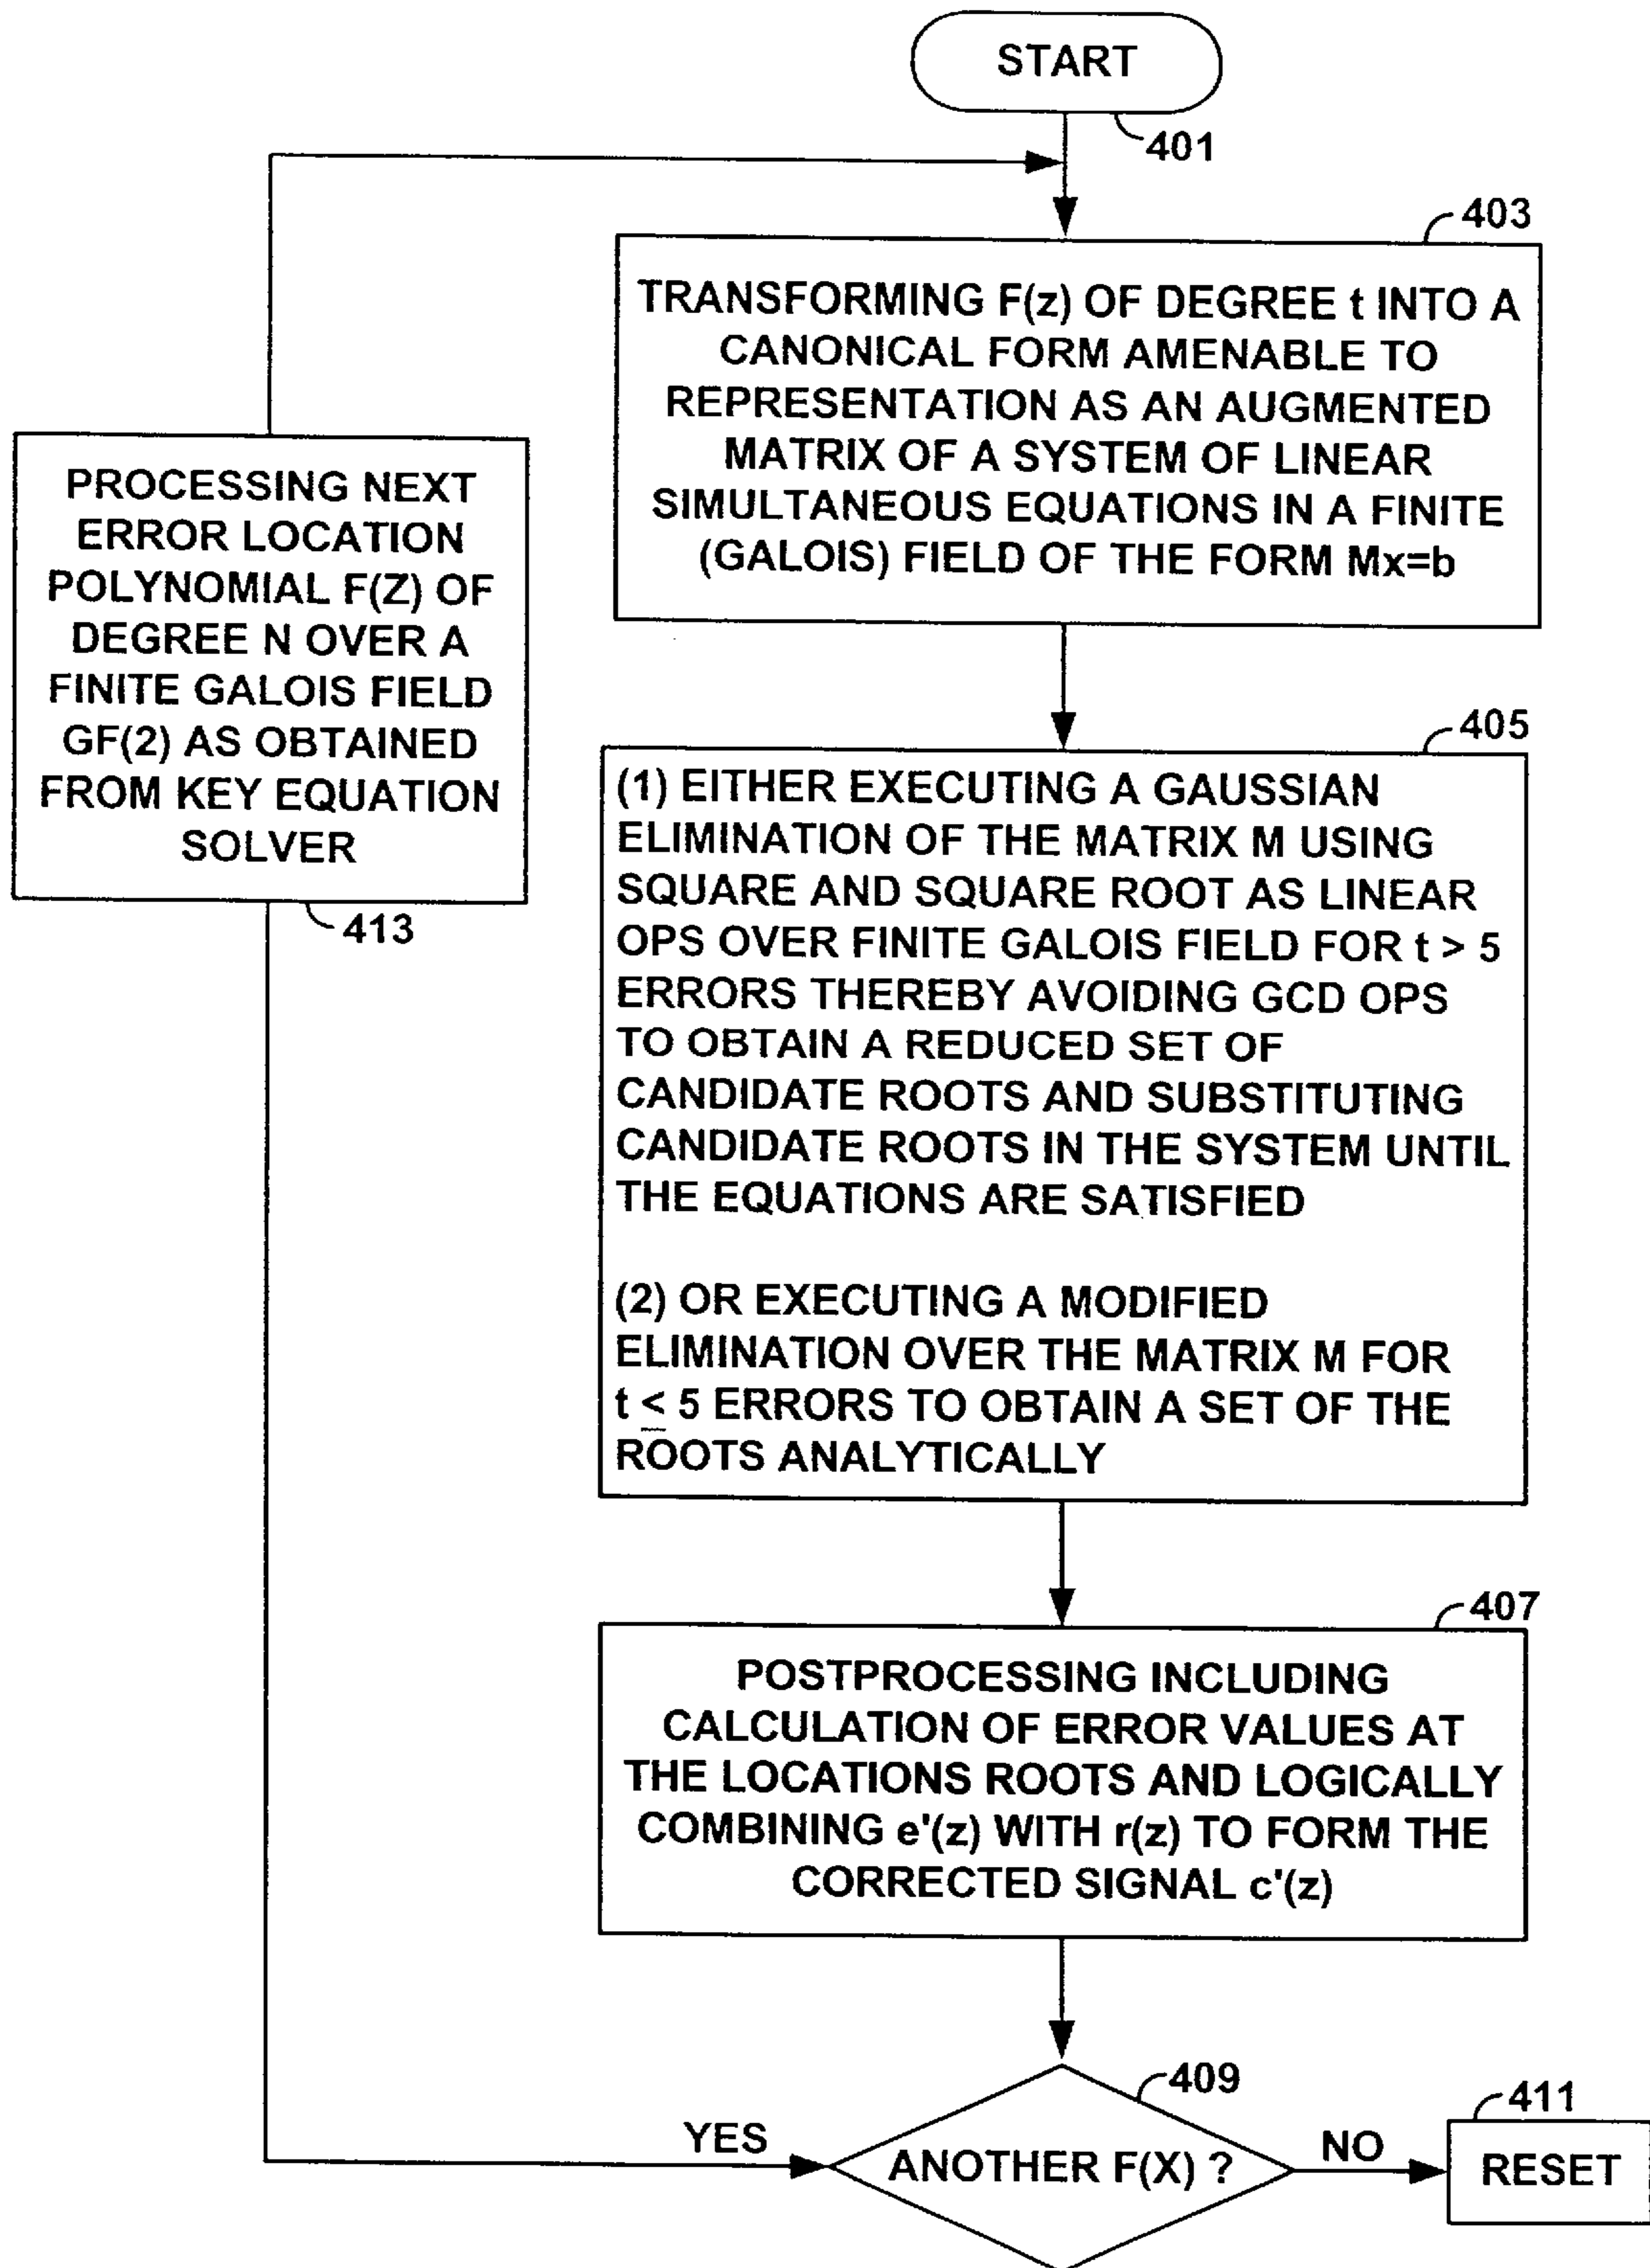 START
401
403
TRANSFORMING F(z) OF DEGREE t INTO A
CANONICAL FORM AMENABLE TO
REPRESENTATION AS AN AUGMENTED
MATRIX OF A SYSTEM OF LINEAR
SIMULTANEOUS EQUATIONS IN A FINITE
(GALOIS) FIELD OF THE FORM Mx=b
PROCESSING NEXT
ERROR LOCATION
POLYNOMIAL F(Z) OF
DEGREE N OVER A
FINITE GALOIS FIELD
GF(2) AS OBTAINED
FROM KEY EQUATION
SOLVER
413
405
(1) EITHER EXECUTING A GAUSSIAN
ELIMINATION OF THE MATRIX M USING
SQUARE AND SQUARE ROOT AS LINEAR
OPS OVER FINITE GALOIS FIELD FOR t > 5
ERRORS THEREBY AVOIDING GCD OPS
TO OBTAIN A REDUCED SET OF
CANDIDATE ROOTS AND SUBSTITUTING
CANDIDATE ROOTS IN THE SYSTEM UNTIL
THE EQUATIONS ARE SATISFIED
(2) OR EXECUTING A MODIFIED
ELIMINATION OVER THE MATRIX M FOR
t ≤ 5 ERRORS TO OBTAIN A SET OF THE
ROOTS ANALYTICALLY
407
POSTPROCESSING INCLUDING
CALCULATION OF ERROR VALUES AT
THE LOCATIONS ROOTS AND LOGICALLY
COMBINING e'(z) WITH r(z) TO FORM THE
CORRECTED SIGNAL c'(z)
409
YES
ANOTHER F(X) ?
NO
411
RESET